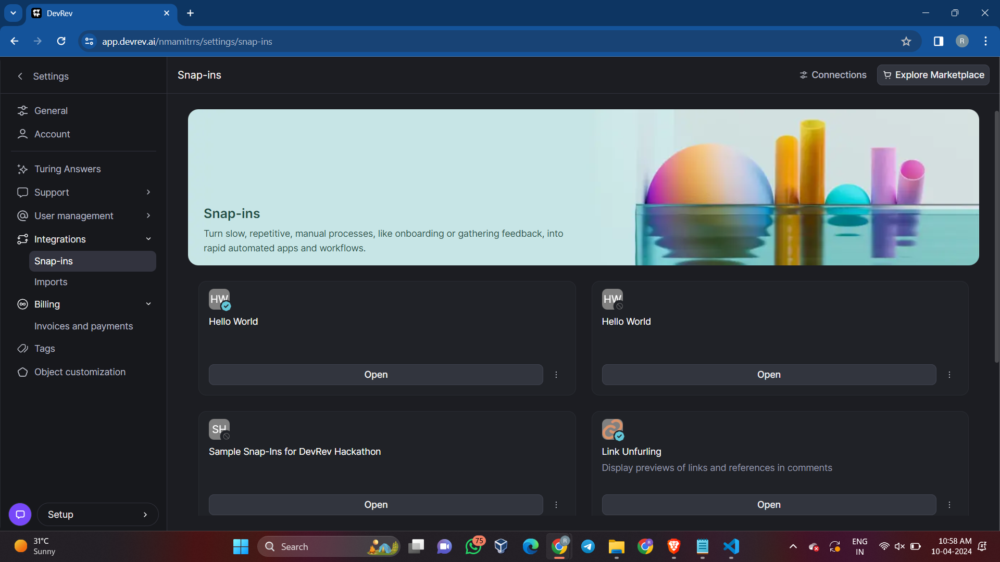 DevRev
app.devrev.ai/nmamitrrs/settings/snap-ins
R
Settings
Snap-ins
Connections
Explore Marketplace
General
Account
Turing Answers
Support
User management
Integrations
Snap-ins
Imports
Billing
Invoices and payments
Tags
Object customization
Setup
Snap-ins
Turn slow, repetitive, manual processes, like onboarding or gathering feedback, into
rapid automated apps and workflows.
HW
Hello World
Open
HW
Hello World
Open
SH
Sample Snap-Ins for DevRev Hackathon
Open
Link Unfurling
Display previews of links and references in comments
Open
31°C
Sunny
Search
75
R
R
ENG
IN
10:58 AM
10-04-2024